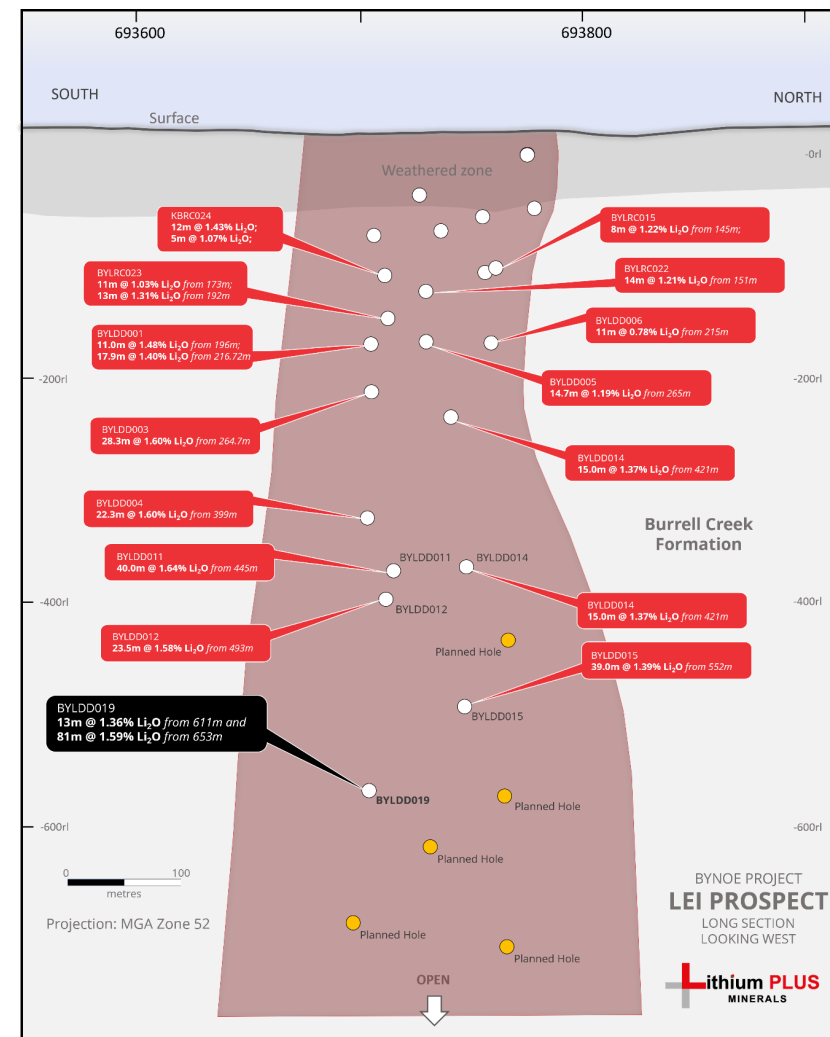 693600
693800
SOUTH
NORTH
Surface
-0rl
Weathered zone
KBRC024
12m @ 1.43% Li₂O;
5m @ 1.07% Li₂O;
BYLRC015
8m @ 1.22% Li₂O from 145m;
BYLRC023
11m @ 1.03% Li₂O from 173m;
13m @ 1.31% Li₂O from 192m
BYLRC022
14m @ 1.21% Li₂O from 151m
BYLDD001
11.0m @ 1.48% Li₂O from 196m;
17.9m @ 1.40% Li₂O from 216.72m
BYLDD006
11m @ 0.78% Li₂O from 215m
-200rl
-200rl
BYLDD005
14.7m @ 1.19% Li₂O from 265m
BYLDD003
28.3m @ 1.60% Li₂O from 264.7m
BYLDD014
15.0m @ 1.37% Li₂O from 421m
BYLDD004
22.3m @ 1.60% Li₂O from 399m
Burrell Creek
Formation
BYLDD011
40.0m @ 1.64% Li₂O from 445m
BYLDD011
BYLDD014
-400rl
-400rl
BYLDD012
BYLDD014
15.0m @ 1.37% Li₂O from 421m
BYLDD012
23.5m @ 1.58% Li₂O from 493m
Planned Hole
BYLDD015
39.0m @ 1.39% Li₂O from 552m
BYLDD019
13m @ 1.36% Li₂O from 611m and
81m @ 1.59% Li₂O from 653m
BYLDD015
BYLDD019
Planned Hole
-600rl
-600rl
Planned Hole
0
100
metres
Projection: MGA Zone 52
BYNOE PROJECT
LEI PROSPECT
LONG SECTION
LOOKING WEST
Planned Hole
Planned Hole
OPEN
Lithium PLUS
MINERALS